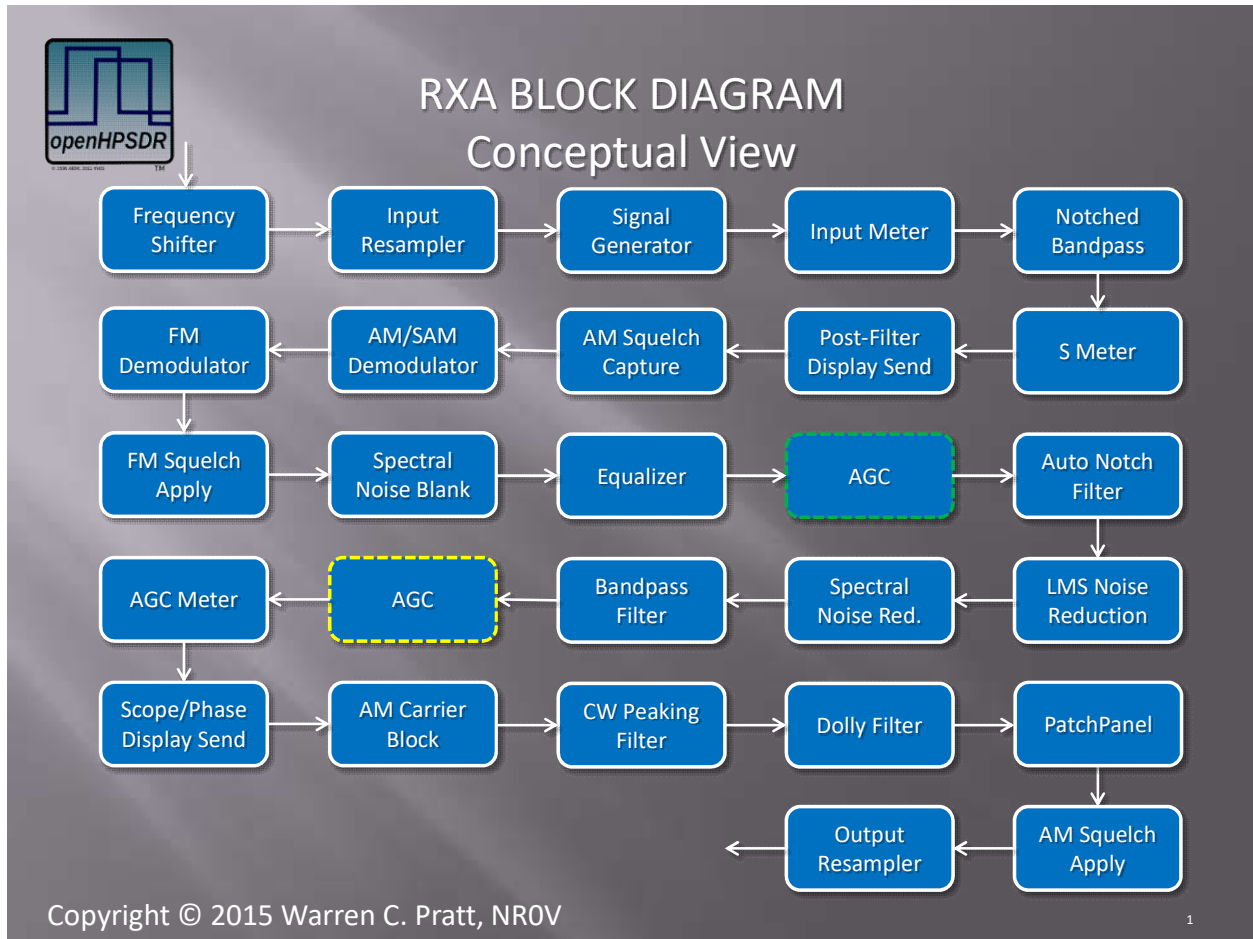 openHPSDR
TM
RXA BLOCK DIAGRAM
Conceptual View
Frequency
Shifter
Input
Resampler
Signal
Generator
Input Meter
Notched
Bandpass
FM
Demodulator
AM/SAM
Demodulator
AM Squelch
Capture
Post-Filter
Display Send
S Meter
FM Squelch
Apply
Spectral
Noise Blank
Equalizer
AGC
Auto Notch
Filter
AGC Meter
AGC
Bandpass
Filter
Spectral
Noise Red.
LMS Noise
Reduction
Scope/Phase
Display Send
AM Carrier
Block
CW Peaking
Filter
Dolly Filter
PatchPanel
Output
Resampler
AM Squelch
Apply
Copyright © 2015 Warren C. Pratt, NR0V
1